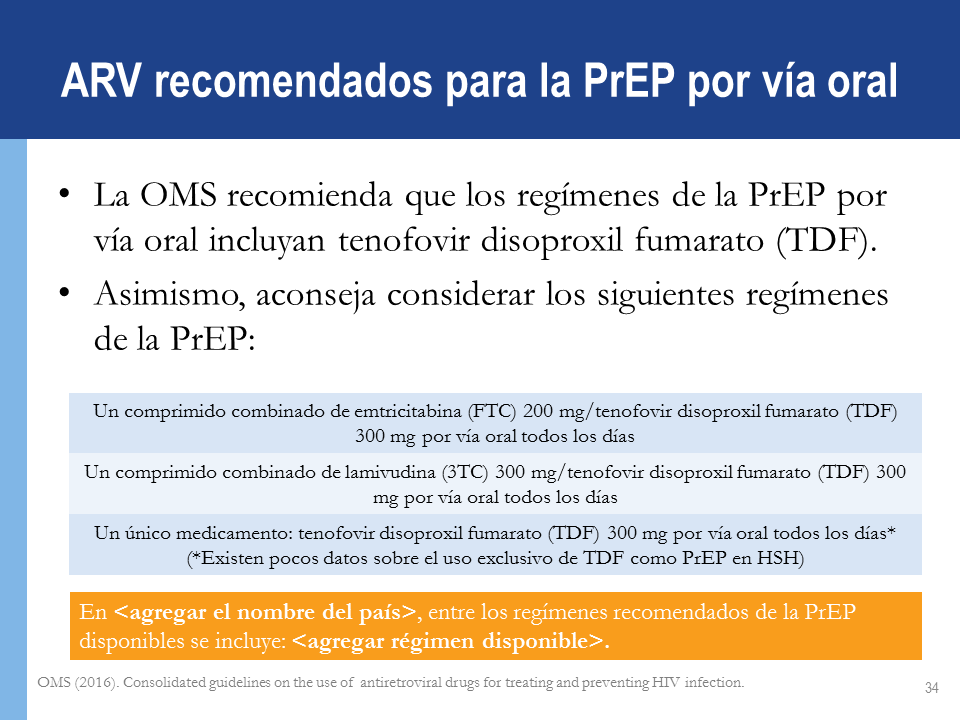 ARV recomendados para la PrEP por vía oral
• La OMS recomienda que los regímenes de la PrEP por
vía oral incluyan tenofovir disoproxil fumarato (TDF).
• Asimismo, aconseja considerar los siguientes regímenes
de la PrEP:
Un comprimido combinado de emtricitabina (FTC) 200 mg/tenofovir disoproxil fumarato (TDF)
300 mg por vía oral todos los días
Un comprimido combinado de lamivudina (3TC) 300 mg/tenofovir disoproxil fumarato (TDF) 300
mg por vía oral todos los días
Un único medicamento: tenofovir disoproxil fumarato (TDF) 300 mg por vía oral todos los días*
(*Existen pocos datos sobre el uso exclusivo de TDF como PrEP en HSH)
En <agregar el nombre del país>, entre los regímenes recomendados de la PrEP
disponibles se incluye: <agregar régimen disponible>.
OMS (2016). Consolidated guidelines on the use of antiretroviral drugs for treating and preventing HIV infection.
34